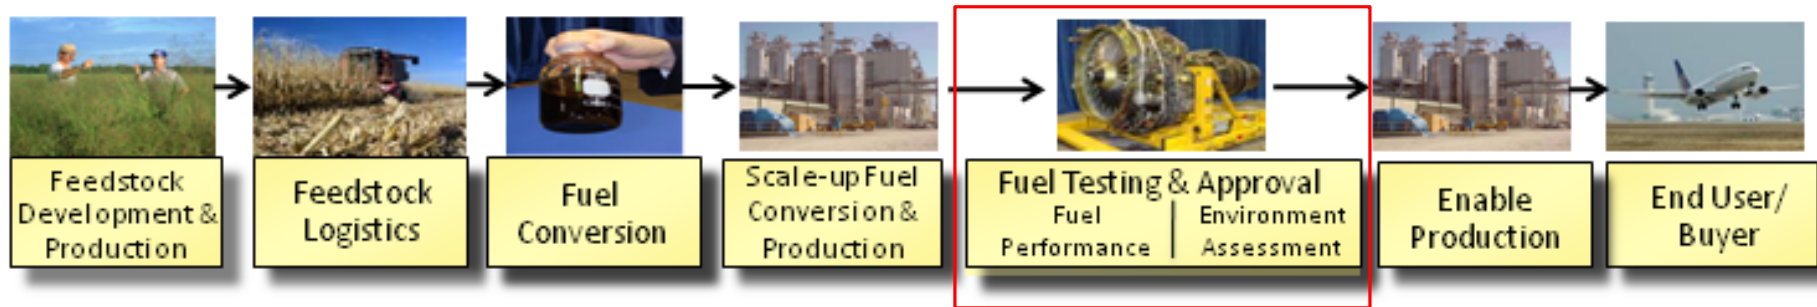 Feedstock
Development &
Production
Feedstock
Logistics
Fuel
Conversion
Scale-up Fuel
Conversion &
Production
Fuel Testing & Approval
Fuel
Performance
Environment
Assessment
Enable
Production
End User/
Buyer